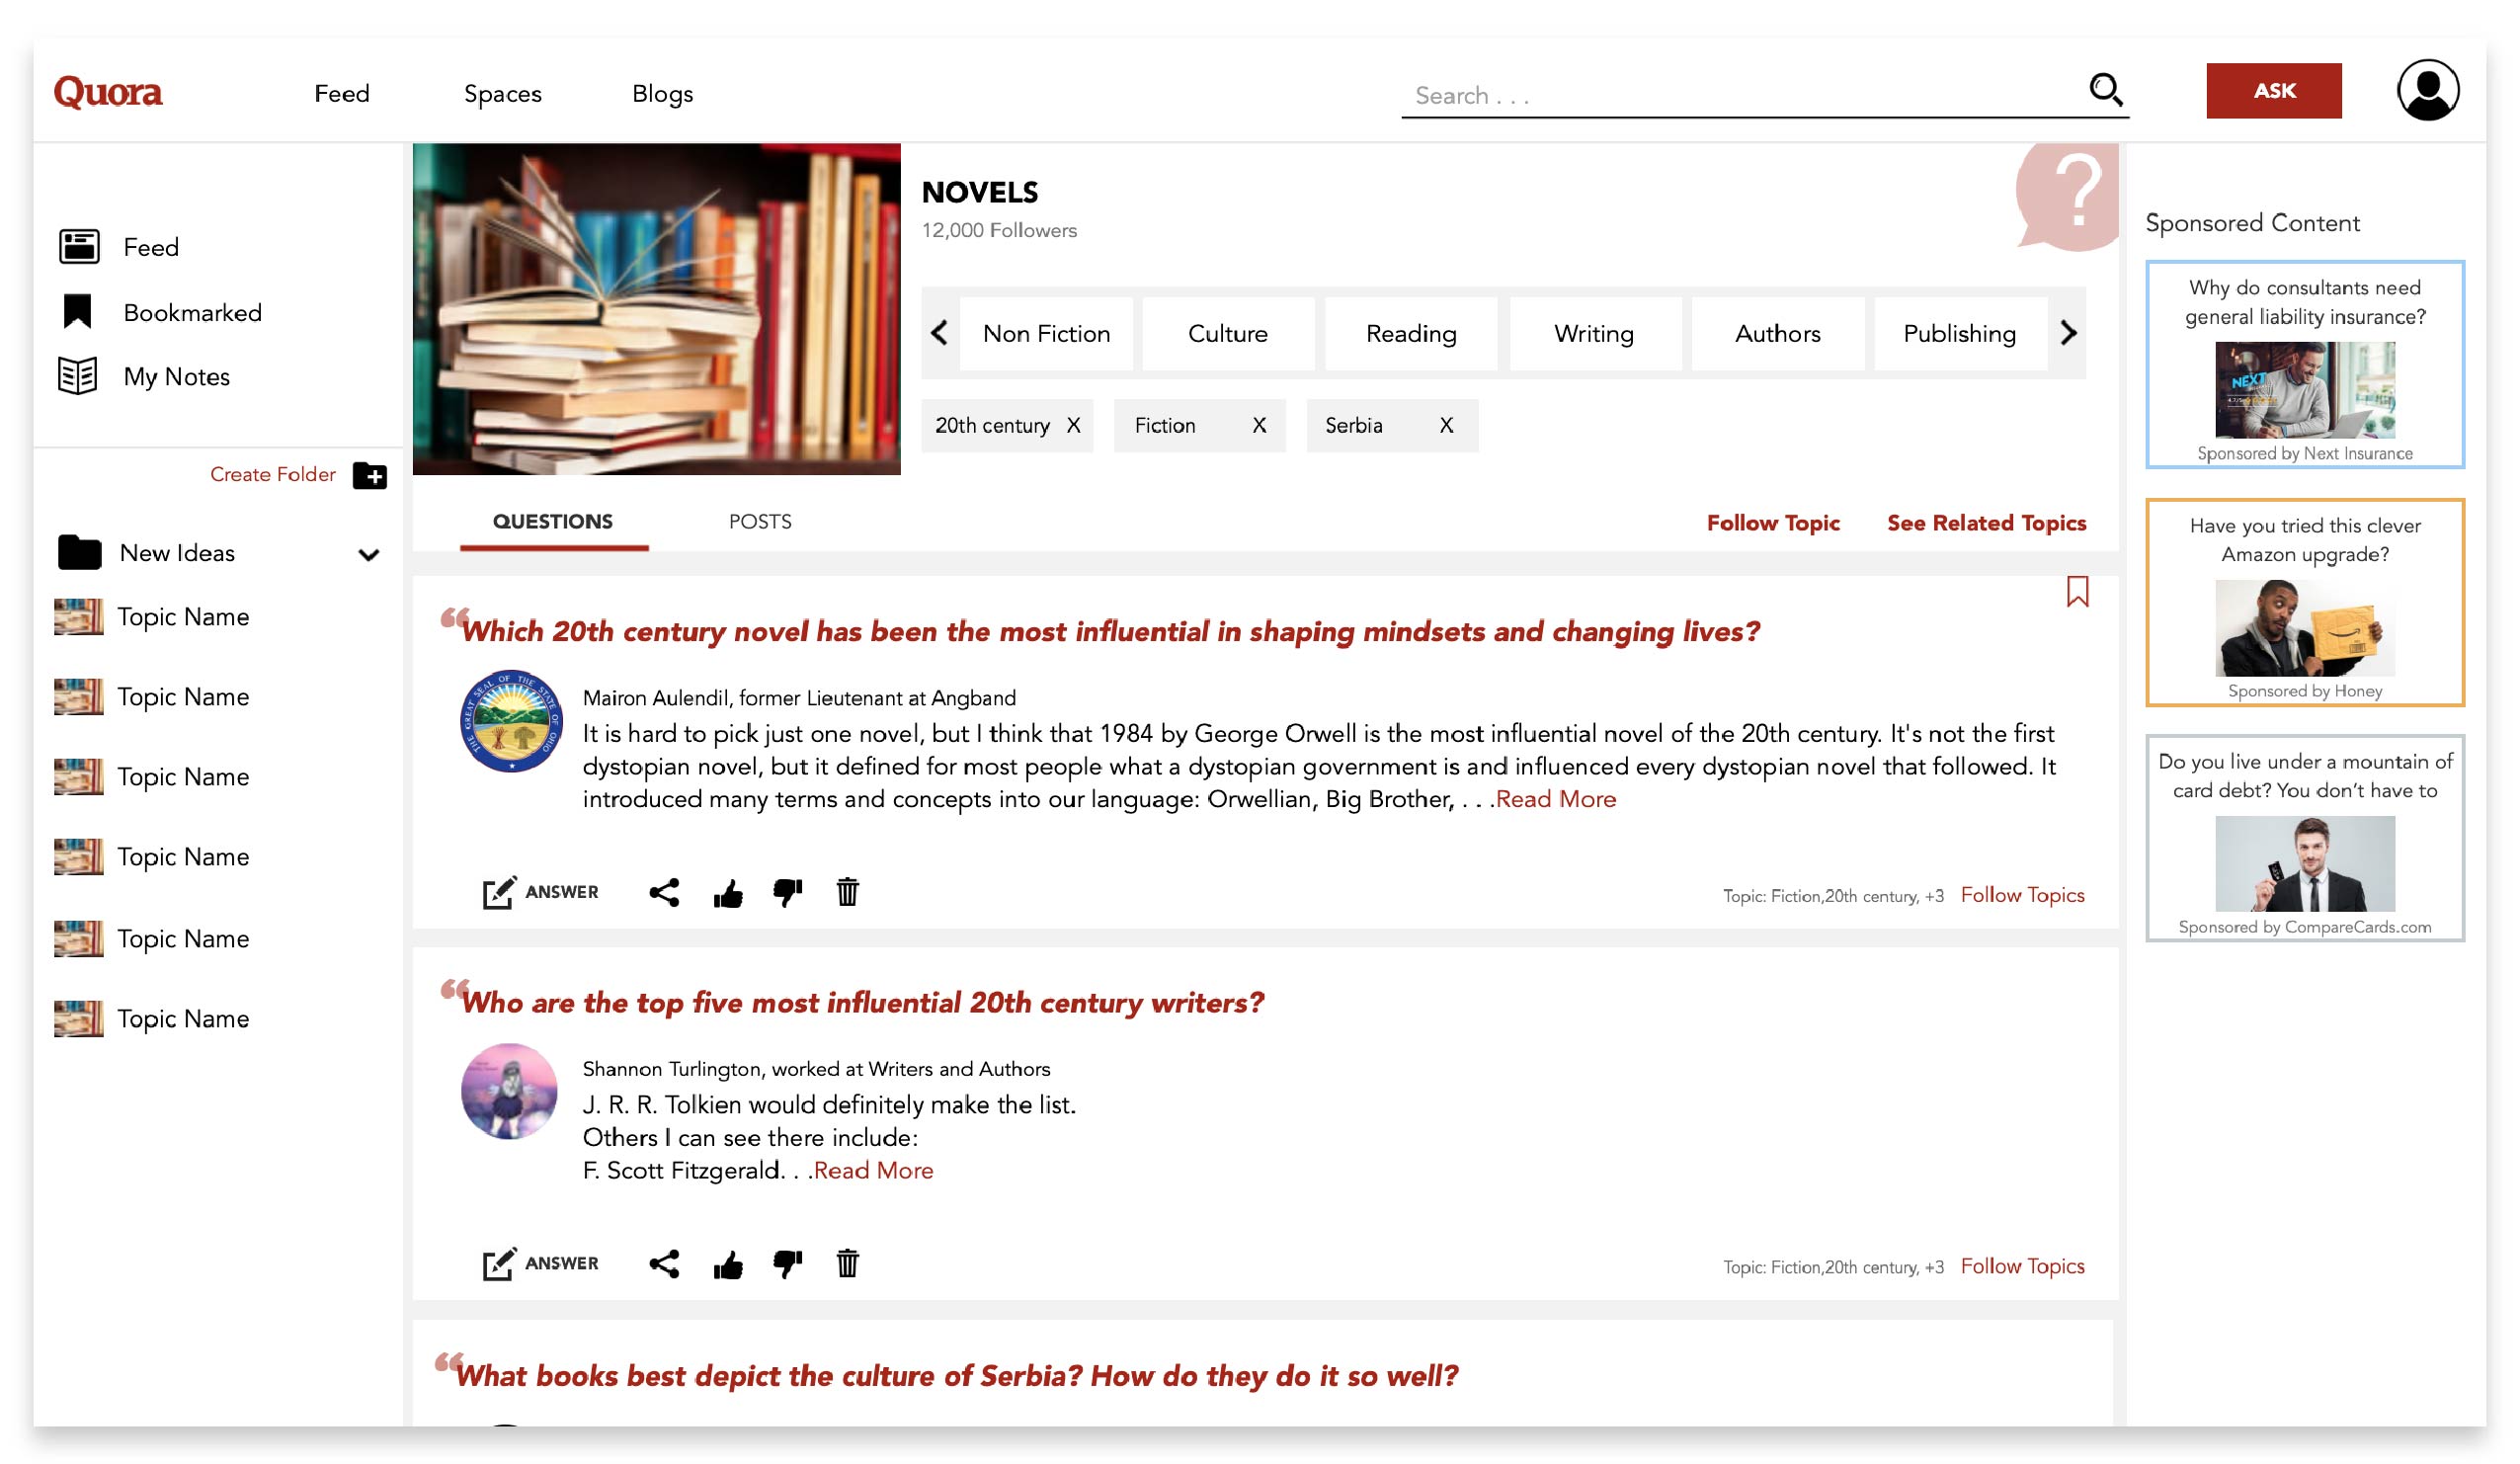 Quora
Feed
Spaces
Blogs
Search . . .
ASK
Feed
Bookmarked
My Notes
Create Folder
New Ideas
Topic Name
Topic Name
Topic Name
Topic Name
Topic Name
Topic Name
NOVELS
12,000 Followers
Non Fiction
Culture
Reading
Writing
Authors
Publishing
20th century X
Fiction X
Serbia X
QUESTIONS
POSTS
Follow Topic
See Related Topics
“Which 20th century novel has been the most influential in shaping mindsets and changing lives?
THE GREAT SEAL OF THE STATE OF OHIO
Mairon Aulendil, former Lieutenant at Angband
It is hard to pick just one novel, but I think that 1984 by George Orwell is the most influential novel of the 20th century. It's not the first
dystopian novel, but it defined for most people what a dystopian government is and influenced every dystopian novel that followed. It
introduced many terms and concepts into our language: Orwellian, Big Brother, . . .Read More
ANSWER
Topic: Fiction,20th century, +3 Follow Topics
“Who are the top five most influential 20th century writers?
Shannon Turlington, worked at Writers and Authors
J. R. R. Tolkien would definitely make the list.
Others I can see there include:
F. Scott Fitzgerald. . .Read More
ANSWER
Topic: Fiction,20th century, +3 Follow Topics
“What books best depict the culture of Serbia? How do they do it so well?
Sponsored Content
Why do consultants need
general liability insurance?
NEXT
Sponsored by Next Insurance
Have you tried this clever
Amazon upgrade?
Sponsored by Honey
Do you live under a mountain of
card debt? You don’t have to
Sponsored by CompareCards.com